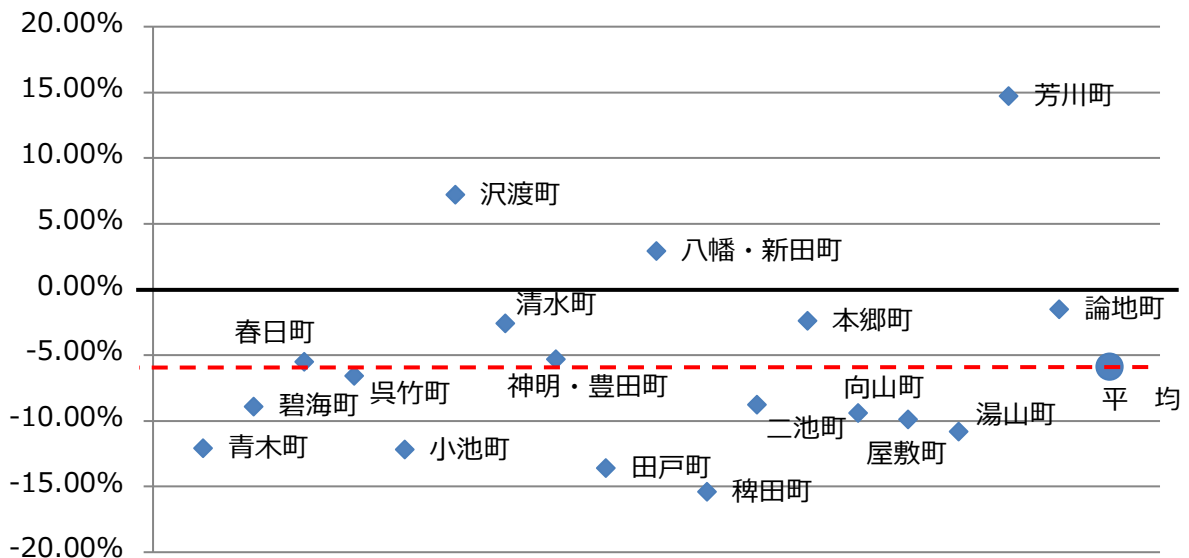 20.00%
15.00%
10.00%
5.00%
0.00%
-5.00%
-10.00%
-15.00%
-20.00%
芳川町
沢渡町
八幡・新田町
清水町
本郷町
論地町
春日町
呉竹町
神明・豊田町
向山町
平 均
碧海町
二池町
湯山町
青木町
小池町
屋敷町
田戸町
稗田町